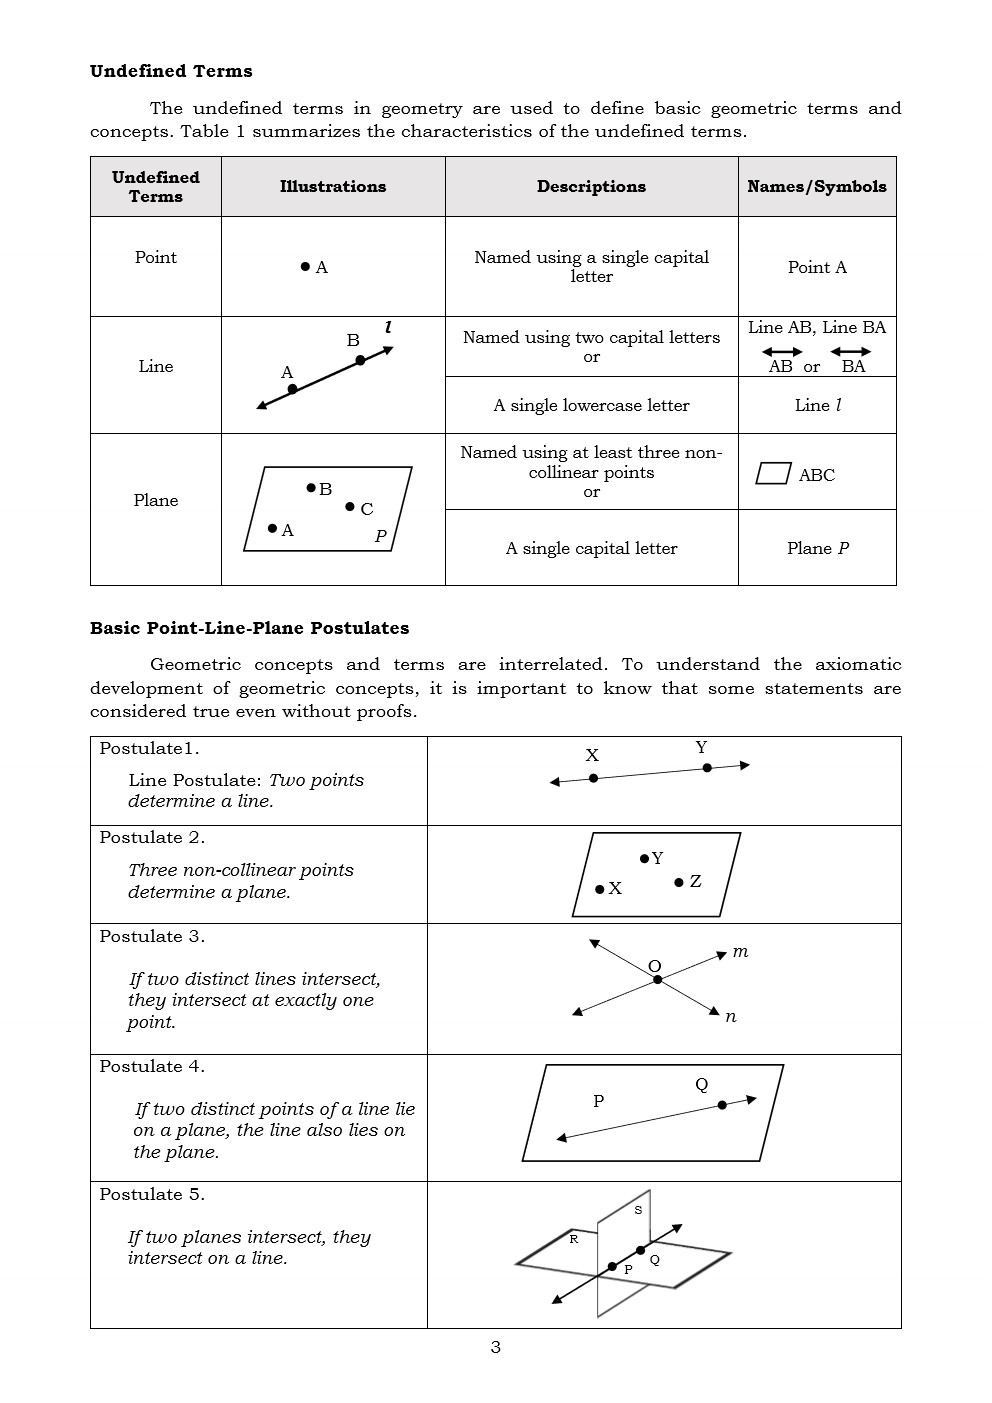 Undefined Terms
The undefined terms in geometry are used to define basic geometric terms and
concepts. Table 1 summarizes the characteristics of the undefined terms.
Undefined
Terms
Illustrations
Descriptions
Names/Symbols
Point
A
Named using a single capital
letter
Point A
Line
l
B
A
Named using two capital letters
or
Line AB, Line BA
AB or BA
A single lowercase letter
Line l
Plane
B
C
A
P
Named using at least three non-
collinear points
or
ABC
A single capital letter
Plane P
Basic Point-Line-Plane Postulates
Geometric concepts and terms are interrelated. To understand the axiomatic
development of geometric concepts, it is important to know that some statements are
considered true even without proofs.
Postulate1.
Line Postulate: Two points
determine a line.
X
Y
Postulate 2.
Three non-collinear points
determine a plane.
Y
X
Z
Postulate 3.
If two distinct lines intersect,
they intersect at exactly one
point.
m
O
n
Postulate 4.
If two distinct points of a line lie
on a plane, the line also lies on
the plane.
Q
P
Postulate 5.
If two planes intersect, they
intersect on a line.
S
R
Q
P
3